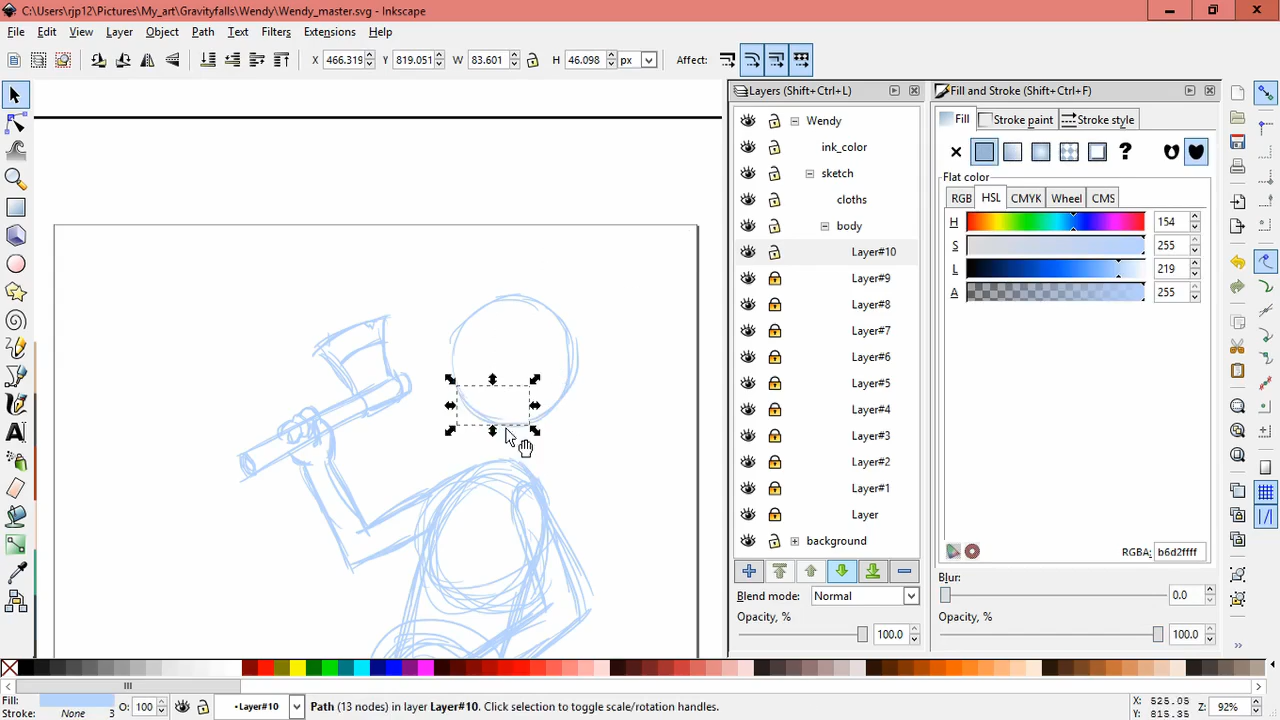 C:\Users\rjp12\Pictures\My_art\Gravityfalls\Wendy\Wendy_master.svg - Inkscape
File Edit View Layer Object Path Text Filters Extensions Help
X 466.319 Y 819.051 W 83.601 H 46.098 px Affect:
Layers (Shift+Ctrl+L)
Wendy
ink_color
sketch
cloths
body
Layer#10
Layer#9
Layer#8
Layer#7
Layer#6
Layer#5
Layer#4
Layer#3
Layer#2
Layer#1
Layer
background
Blend mode: Normal
Opacity, %
100.0
Fill and Stroke (Shift+Ctrl+F)
Fill Stroke paint Stroke style
?
Flat color
RGB HSL CMYK Wheel CMS
H 154
S 255
L 219
A 255
RGBA: b6d2ffff
Blur:
0.0
Opacity, %
100.0
Fill:
Stroke: None 3
O: 100
•Layer#10
Path (13 nodes) in layer Layer#10. Click selection to toggle scale/rotation handles.
X: 525.05
Y: 815.35
Z: 92%